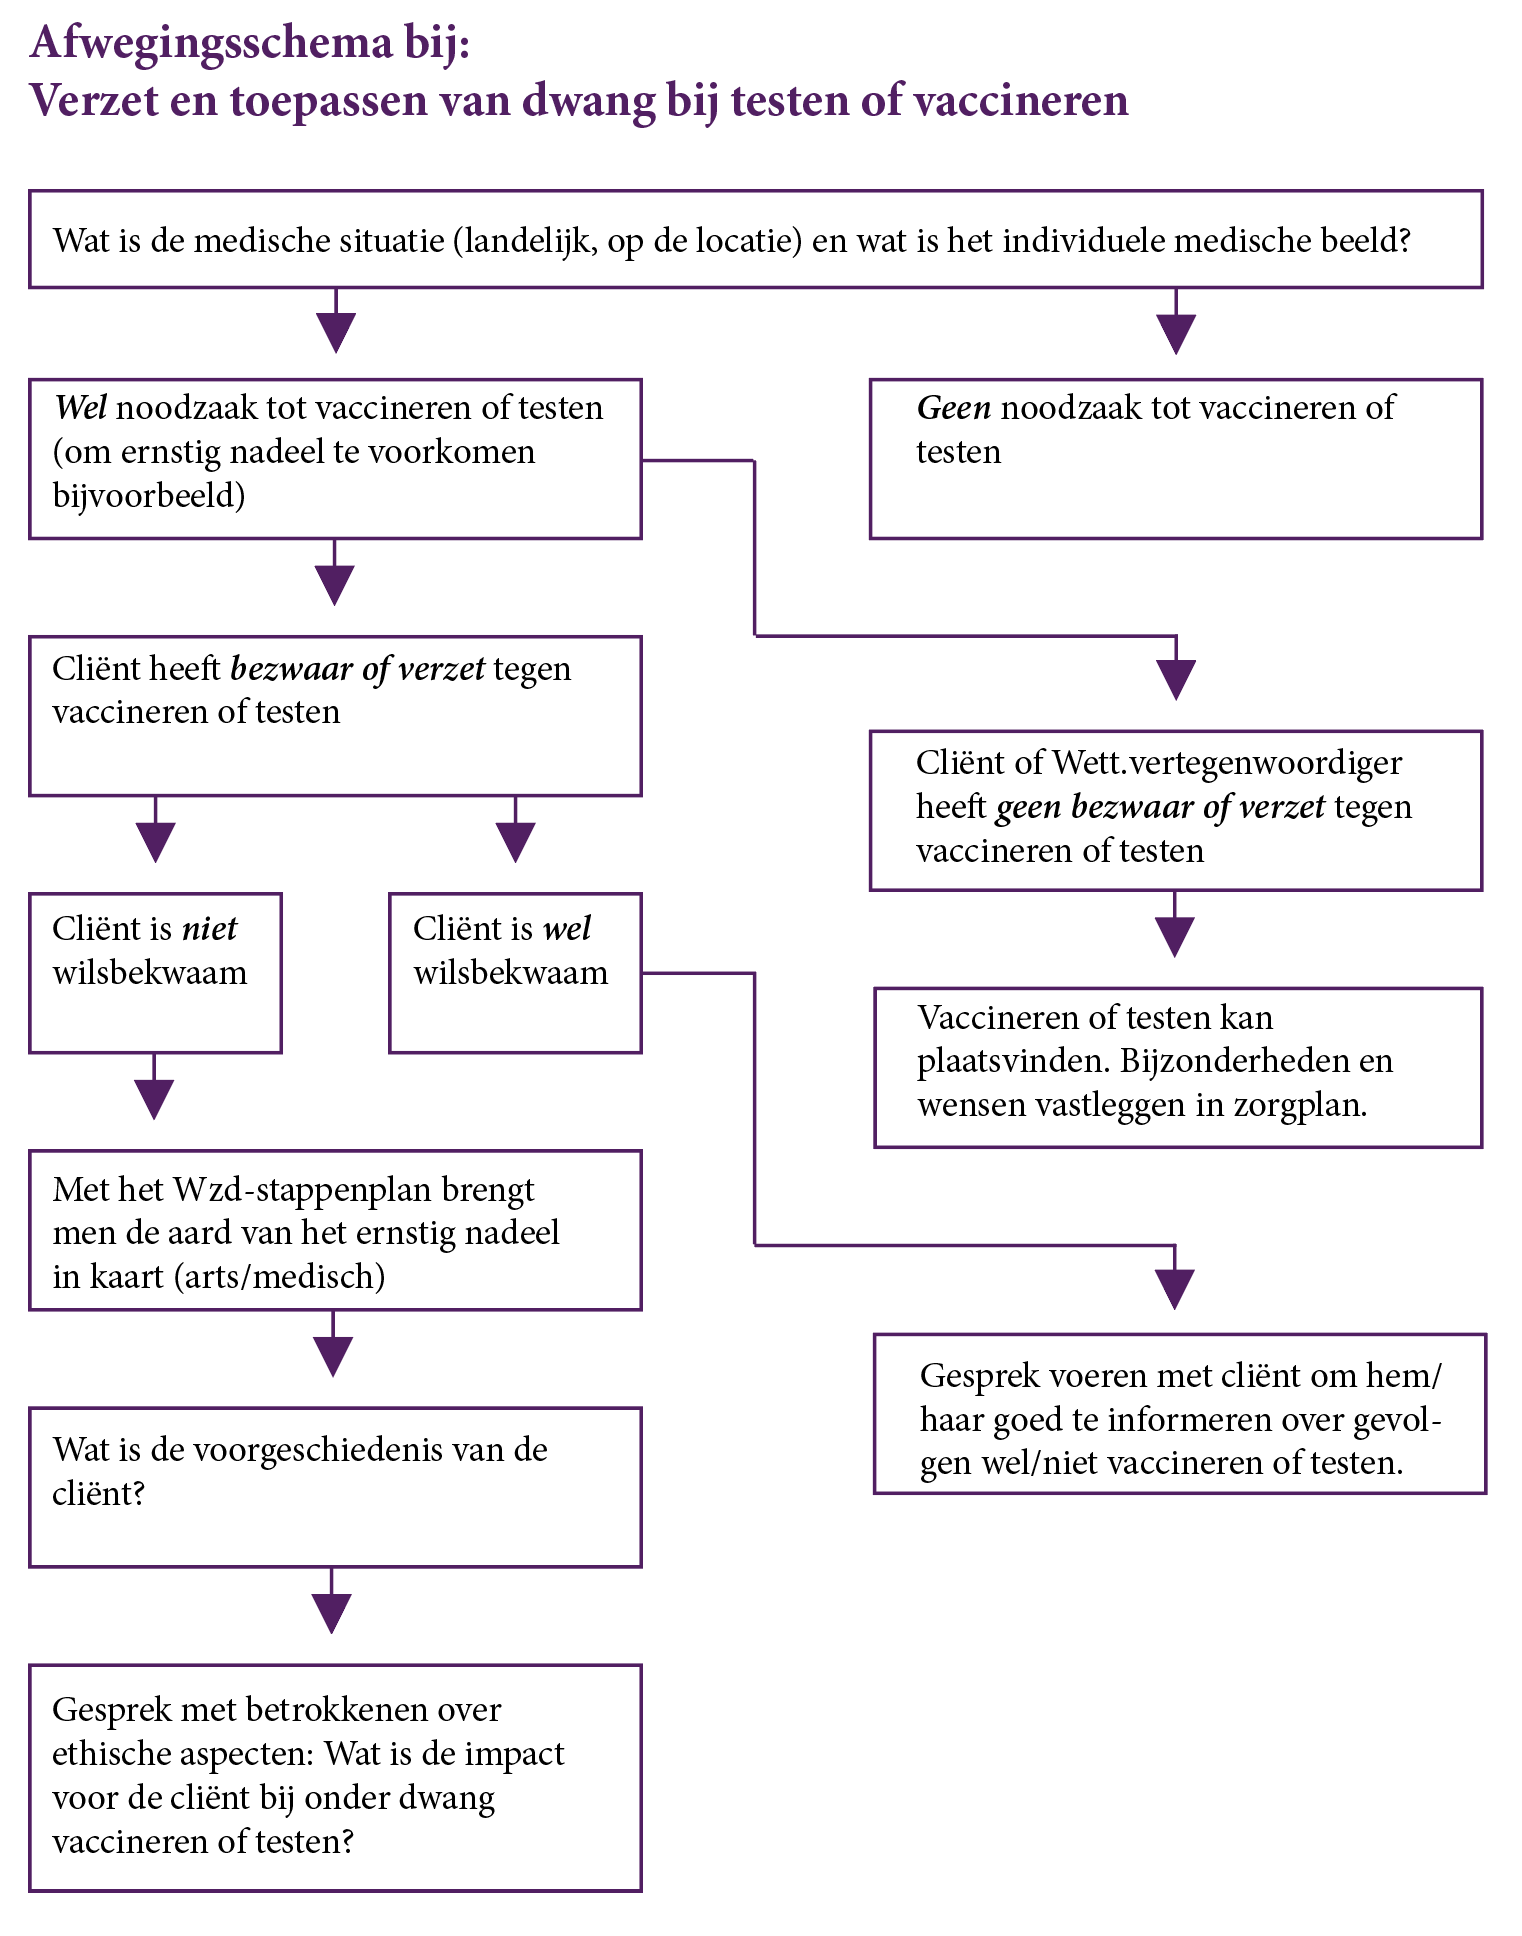 Afwegingsschema bij:
Verzet en toepassen van dwang bij testen of vaccineren
Wat is de medische situatie (landelijk, op de locatie) en wat is het individuele medische beeld?
Wel noodzaak tot vaccineren of testen
(om ernstig nadeel te voorkomen
bijvoorbeeld)
Geen noodzaak tot vaccineren of
testen
Cliënt heeft bezwaar of verzet tegen
vaccineren of testen
Cliënt of Wett.vertegenwoordiger
heeft geen bezwaar of verzet tegen
vaccineren of testen
Cliënt is niet
wilsbekwaam
Cliënt is wel
wilsbekwaam
Vaccineren of testen kan
plaatsvinden. Bijzonderheden en
wensen vastleggen in zorgplan.
Met het Wzd-stappenplan brengt
men de aard van het ernstig nadeel
in kaart (arts/medisch)
Gesprek voeren met cliënt om hem/
haar goed te informeren over gevol-
gen wel/niet vaccineren of testen.
Wat is de voorgeschiedenis van de
cliënt?
Gesprek met betrokkenen over
ethische aspecten: Wat is de impact
voor de cliënt bij onder dwang
vaccineren of testen?